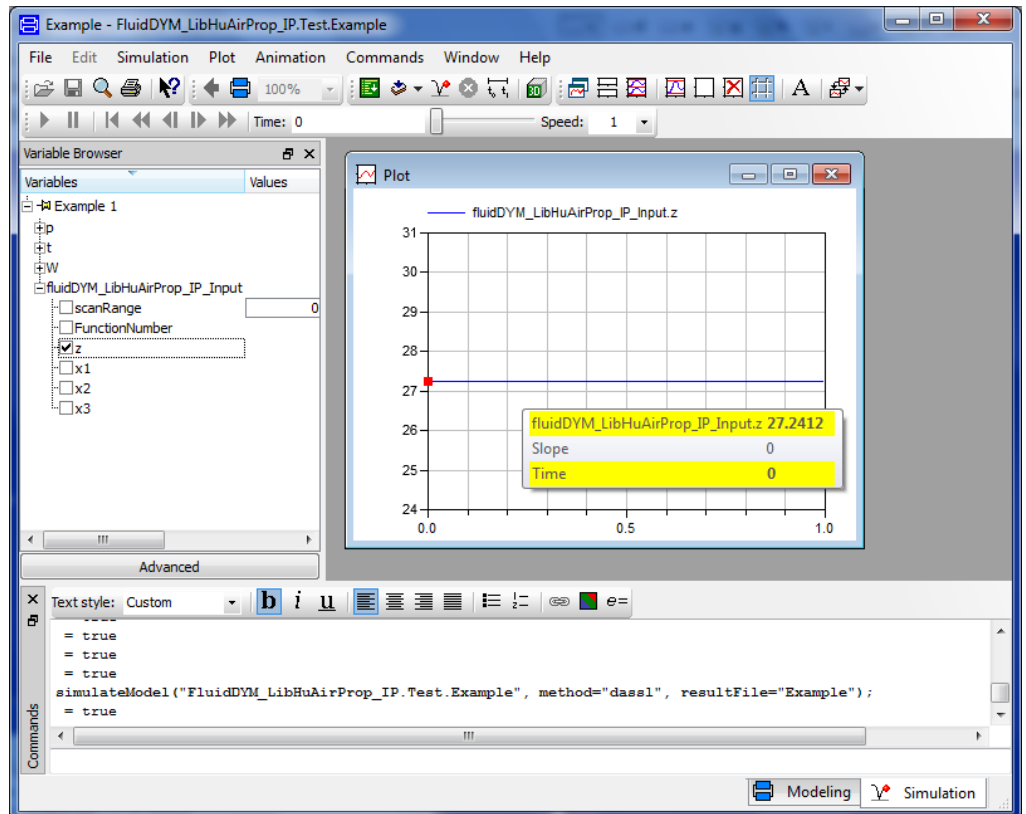 Example - FluidDYM_LibHuAirProp_IP.Test.Example
File Edit Simulation Plot Animation Commands Window Help
100% 3D A
Time: 0 Speed: 1
Variable Browser
Variables Values
Example 1
p
t
W
fluidDYM_LibHuAirProp_IP_Input
scanRange 0
FunctionNumber
z
x1
x2
x3
Advanced
Plot
fluidDYM_LibHuAirProp_IP_Input.z
31
30
29
28
27
26
25
24
0.0 0.5 1.0
fluidDYM_LibHuAirProp_IP_Input.z 27.2412
Slope 0
Time 0
Text style: Custom b i u e=
= true
= true
= true
simulateModel("FluidDYM_LibHuAirProp_IP.Test.Example", method="dassl", resultFile="Example");
= true
Commands
Modeling Simulation